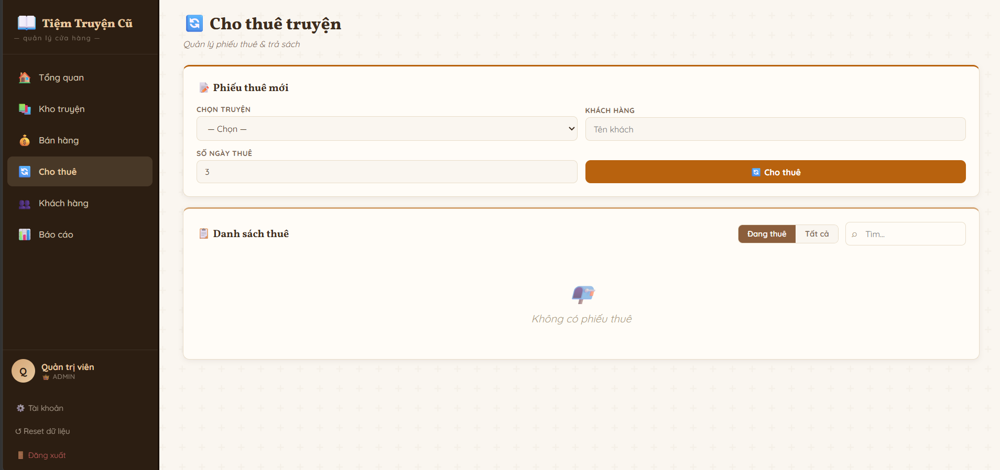 Tiệm Truyện Cũ
— quản lý cửa hàng —
Tổng quan
Kho truyện
Bán hàng
Cho thuê
Khách hàng
Báo cáo
Q
Quản trị viên
ADMIN
Tài khoản
↺ Reset dữ liệu
Đăng xuất
Cho thuê truyện
Quản lý phiếu thuê & trả sách
Phiếu thuê mới
CHỌN TRUYỆN
— Chọn —
KHÁCH HÀNG
Tên khách
SỐ NGÀY THUÊ
3
Cho thuê
Danh sách thuê
Đang thuê
Tất cả
Tìm...
Không có phiếu thuê